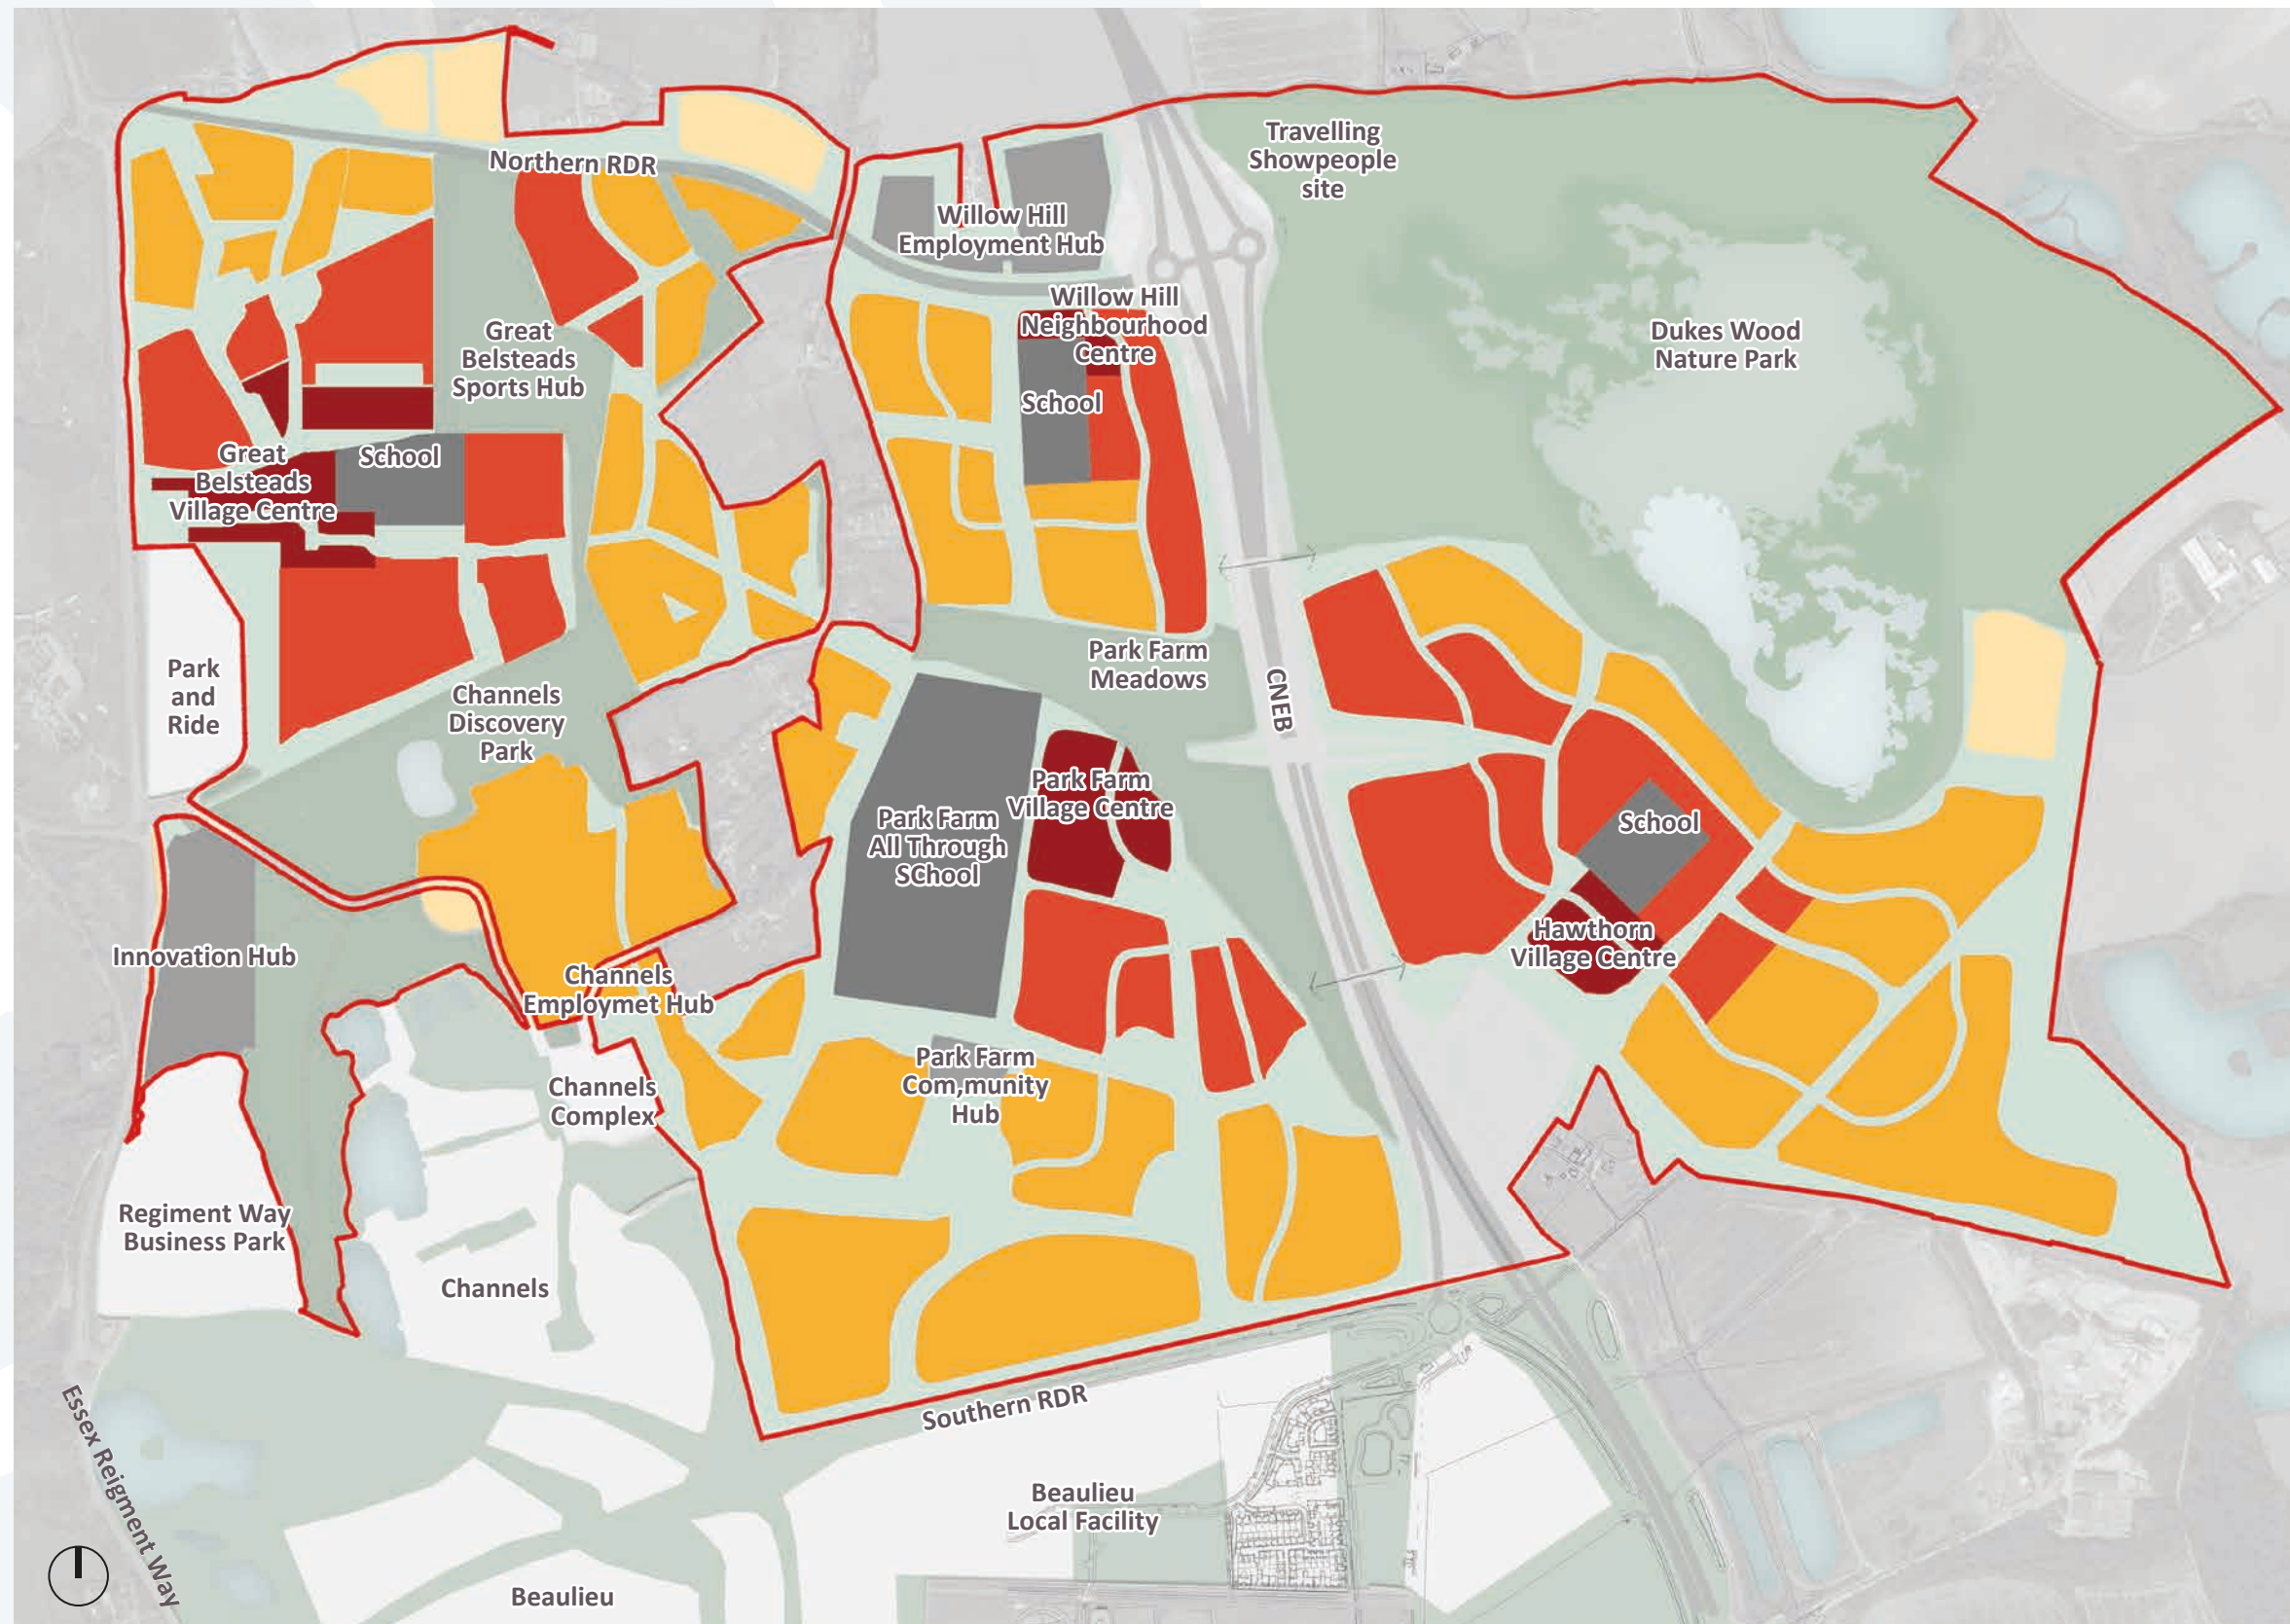 Travelling
Showpeople
site
Northern RDR
Willow Hill
Employment Hub
Willow Hill
Neighbourhood
Centre
Great
Belsteads
Sports Hub
Dukes Wood
Nature Park
School
Great
Belsteads
Village Centre
School
Park
and
Ride
Channels
Discovery
Park
Park Farm
Meadows
CNEB
Park Farm
Village Centre
Park Farm
All Through
SChool
School
Hawthorn
Village Centre
Innovation Hub
Channels
Employmet Hub
Park Farm
Com,munity
Hub
Channels
Complex
Regiment Way
Business Park
Channels
Southern RDR
Essex Reigment Way
Beaulieu
Local Facility
Beaulieu